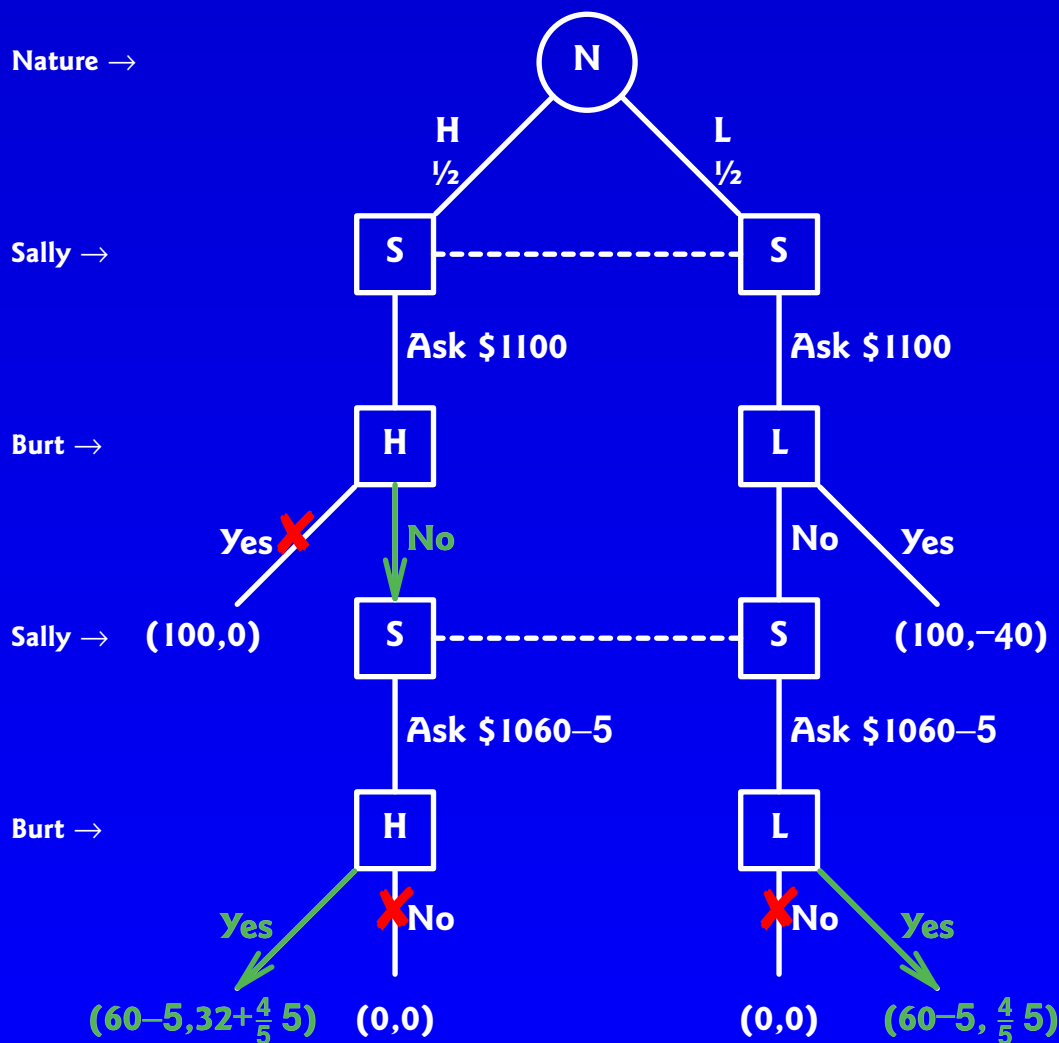 Nature → N
H L
½ ½
Sally → S S
Ask $1100 Ask $1100
Burt → H L
Yes No No Yes
Sally → (100,0) S S (100,−40)
Ask $1060−5 Ask $1060−5
Burt → H L
Yes No No Yes
(60−5,32+4/5 5) (0,0) (0,0) (60−5, 4/5 5)